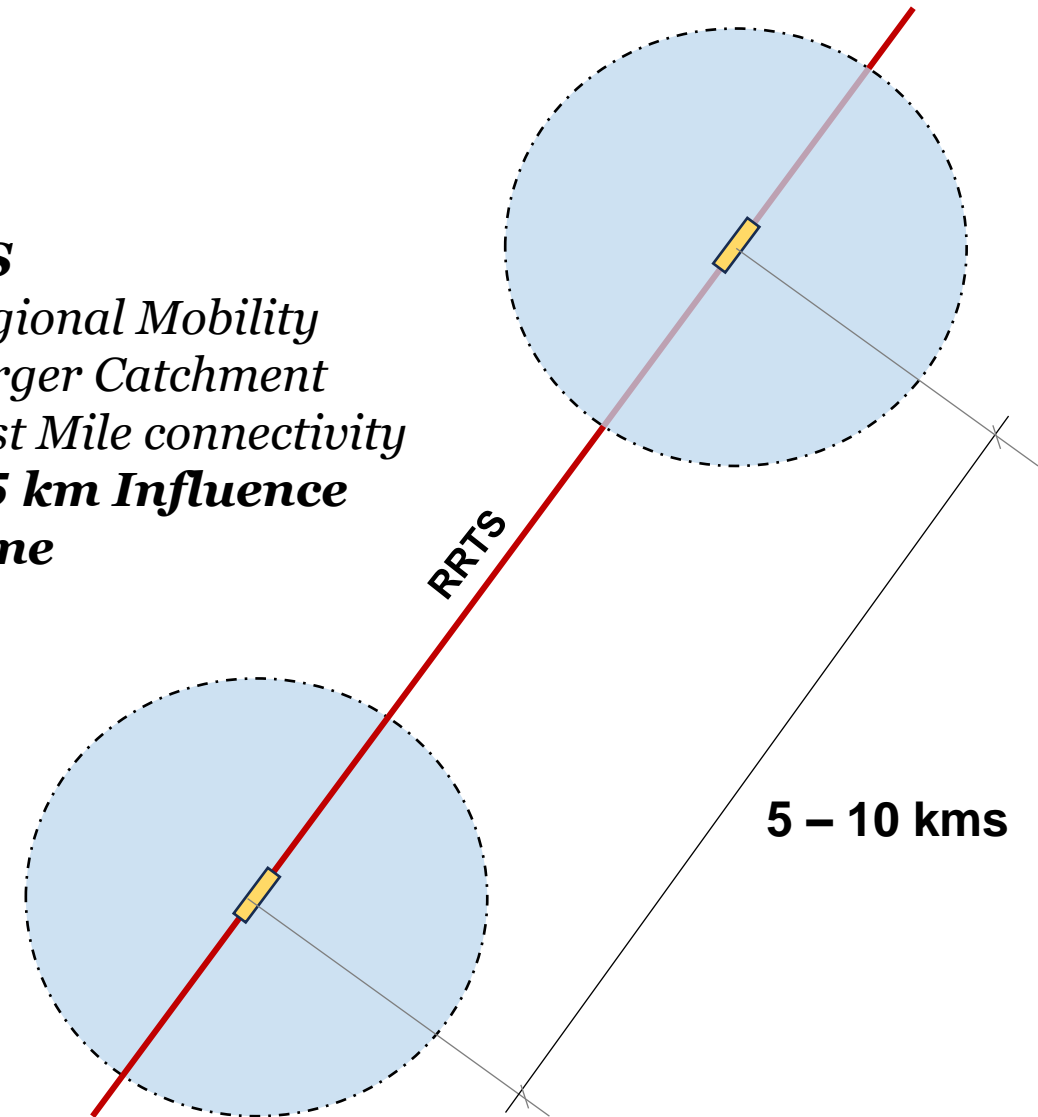 S
gional Mobility
rger Catchment
st Mile connectivity
5 km Influence
ne
RRTS
5 – 10 kms